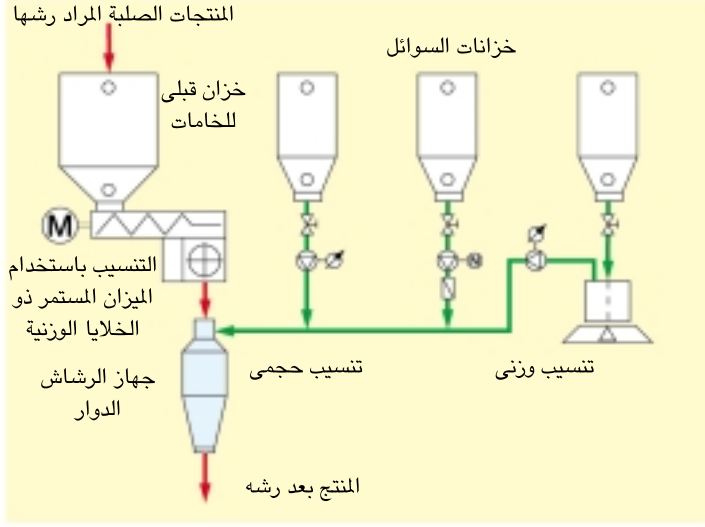 المنتجات الصلبة المراد رشها
خزانات السوائل
خزان قبلى
للخامات
M
التنسيب باستخدام
الميزان المستمر ذو
الخلايا الوزنية
تنسيب حجمى
تنسيب وزنى
جهاز الرشاش
الدوار
المنتج بعد رشه